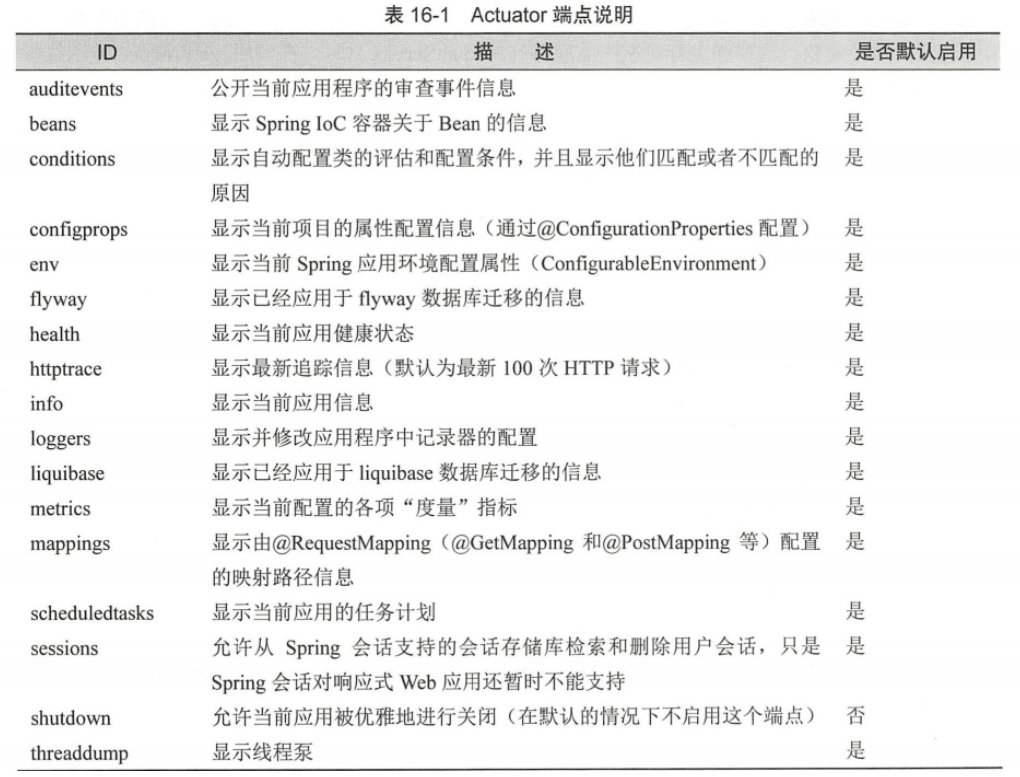 表 16-1 Actuator 端点说明
ID 描 述 是否默认启用
auditevents 公开当前应用程序的审查事件信息 是
beans 显示 Spring IoC 容器关于 Bean 的信息 是
conditions 显示自动配置类的评估和配置条件，并且显示他们匹配或者不匹配的 是
原因
configprops 显示当前项目的属性配置信息（通过@ConfigurationProperties 配置） 是
env 显示当前 Spring 应用环境配置属性（ConfigurableEnvironment） 是
flyway 显示已经应用于 flyway 数据库迁移的信息 是
health 显示当前应用健康状态 是
httptrace 显示最新追踪信息（默认为最新 100 次 HTTP 请求） 是
info 显示当前应用信息 是
loggers 显示并修改应用程序中记录器的配置 是
liquibase 显示已经应用于 liquibase 数据库迁移的信息 是
metrics 显示当前配置的各项“度量”指标 是
mappings 显示由@RequestMapping（@GetMapping 和@PostMapping 等）配置 是
的映射路径信息
scheduledtasks 显示当前应用的任务计划 是
sessions 允许从 Spring 会话支持的会话存储库检索和删除用户会话，只是 是
Spring 会话对响应式 Web 应用还暂时不能支持
shutdown 允许当前应用被优雅地进行关闭（在默认的情况下不启用这个端点） 否
threaddump 显示线程泵 是